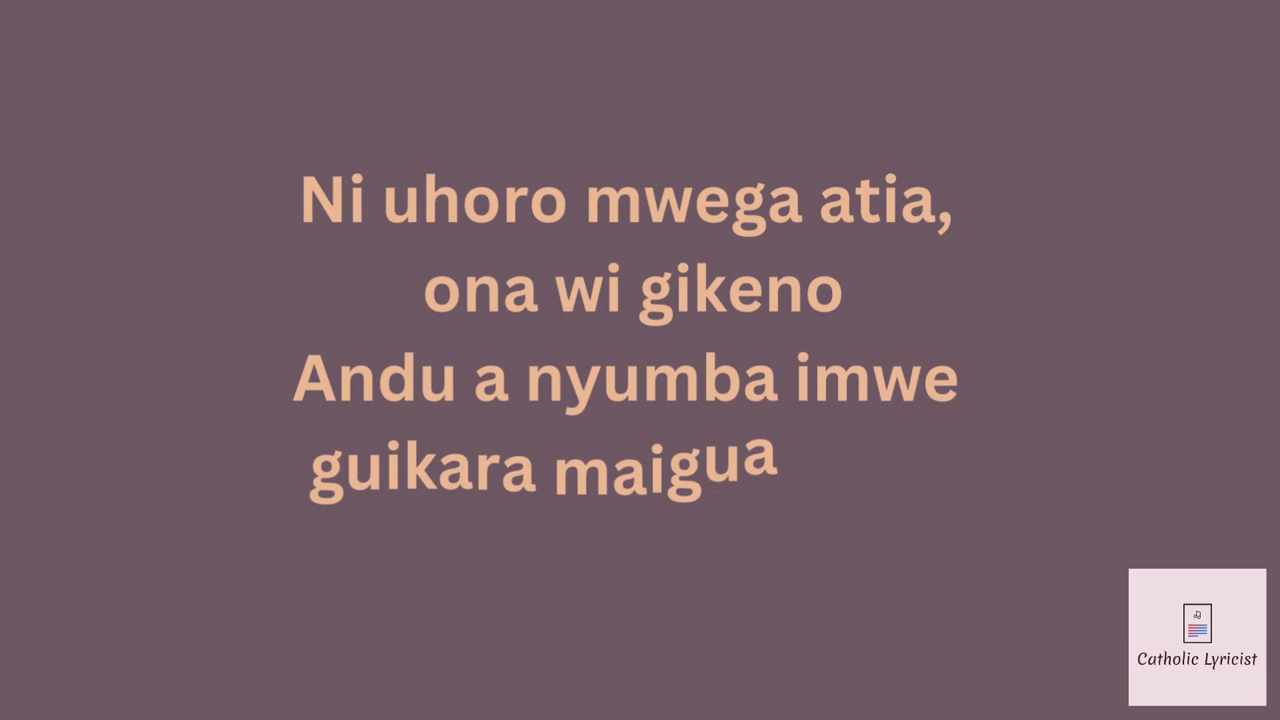 Ni uhoro mwega atia,
ona wi gikeno
Andu a nyumba imwe
guikara maigua
Catholic Lyricist